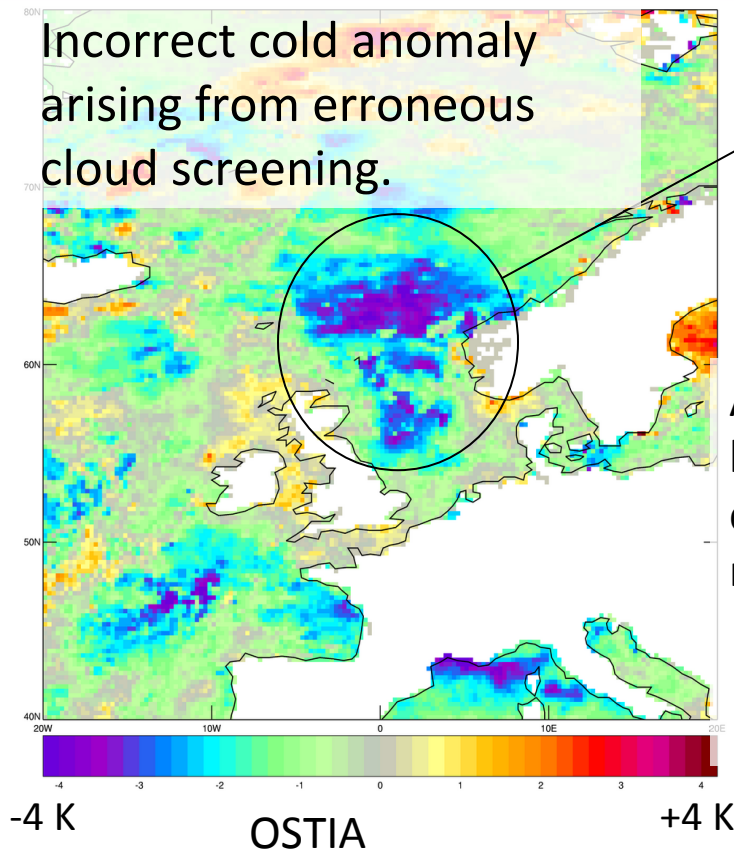 80N
Incorrect cold anomaly
arising from erroneous
cloud screening.
70N
60N
50N
40N
20W 10W 0 10E 20E
-4 -3 -2 -1 0 1 2 3 4
-4 K +4 K
OSTIA